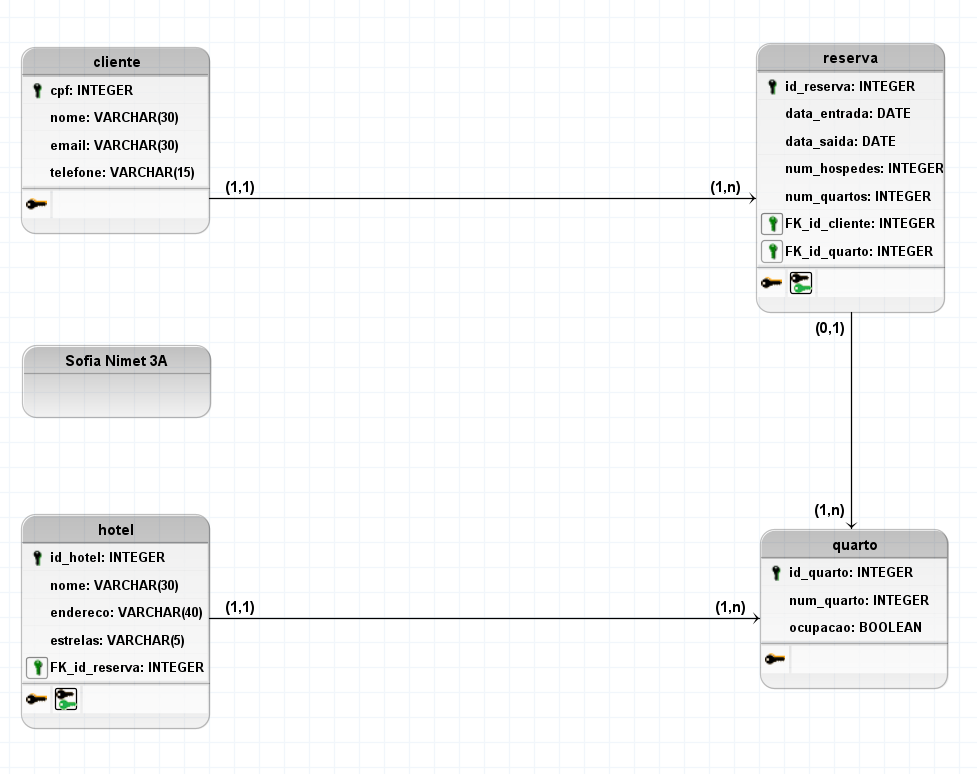 cliente
cpf: INTEGER
nome: VARCHAR(30)
email: VARCHAR(30)
telefone: VARCHAR(15)
(1,1)
(1,n)
reserva
id_reserva: INTEGER
data_entrada: DATE
data_saida: DATE
num_hospedes: INTEGER
num_quartos: INTEGER
FK_id_cliente: INTEGER
FK_id_quarto: INTEGER
(0,1)
(1,n)
Sofia Nimet 3A
hotel
id_hotel: INTEGER
nome: VARCHAR(30)
endereco: VARCHAR(40)
estrelas: VARCHAR(5)
FK_id_reserva: INTEGER
(1,1)
(1,n)
quarto
id_quarto: INTEGER
num_quarto: INTEGER
ocupacao: BOOLEAN